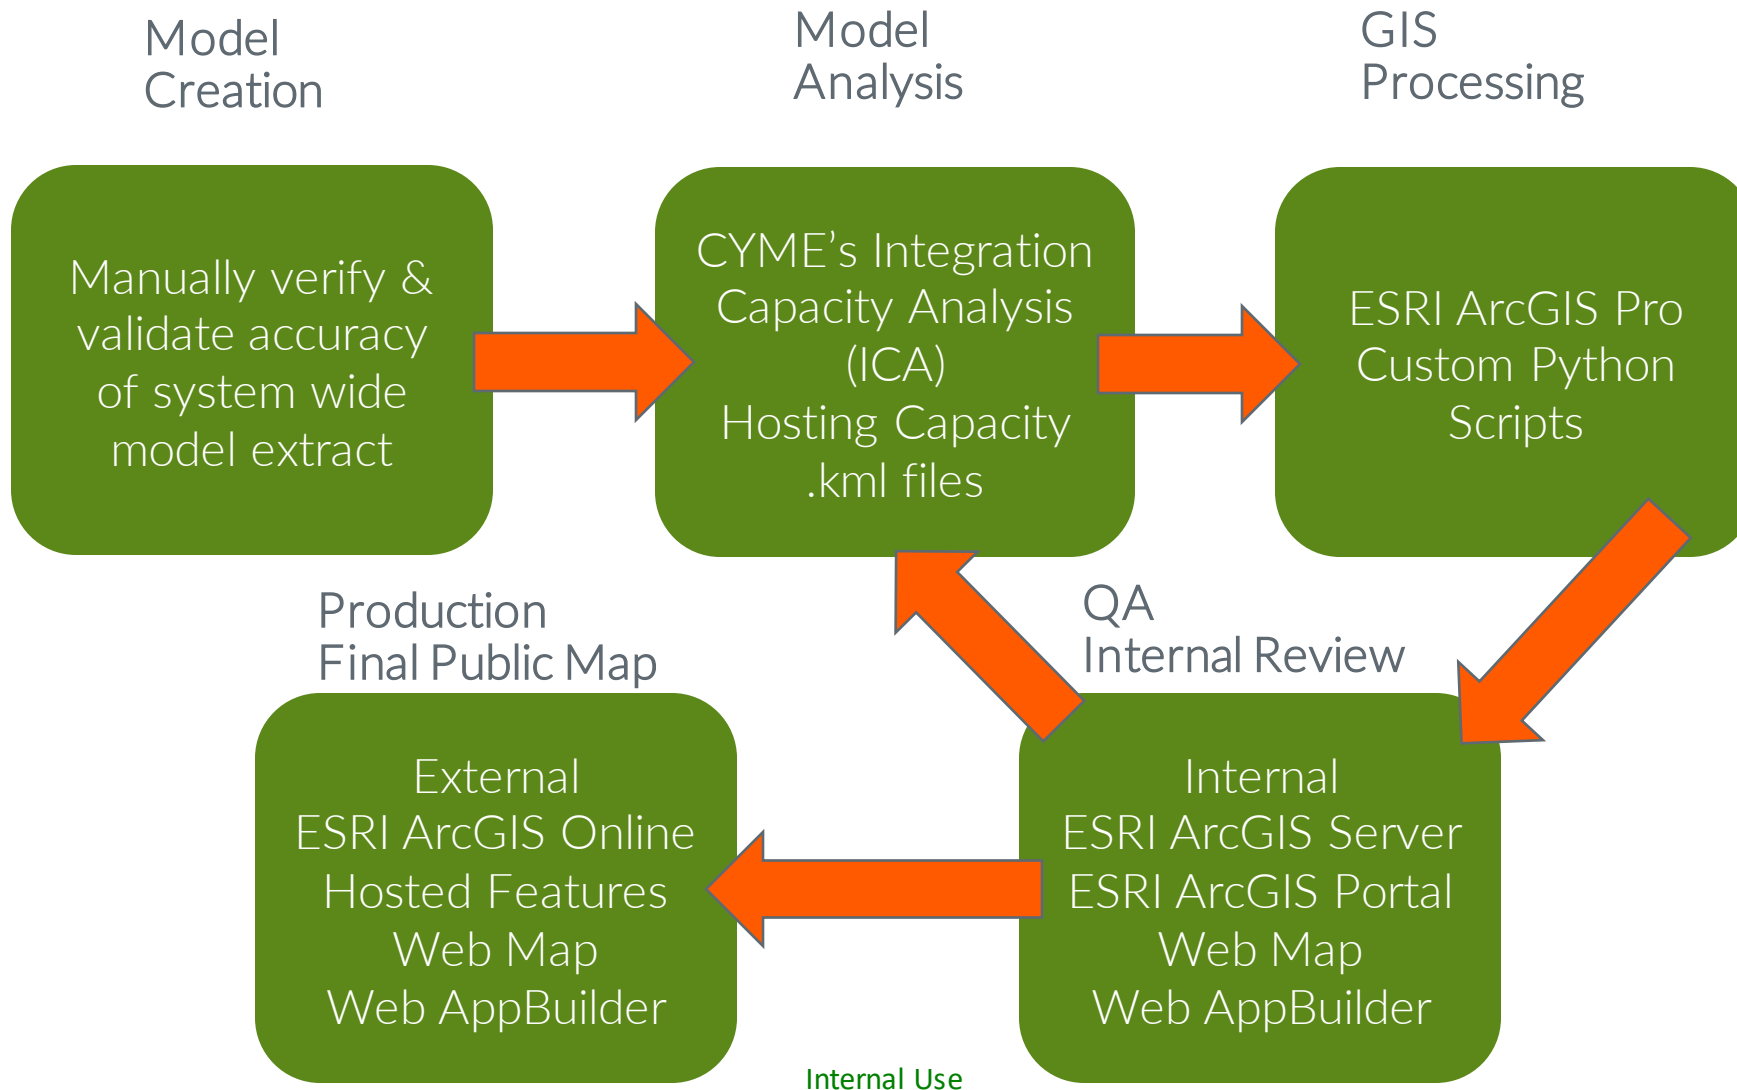 Model
Creation
Manually verify &
validate accuracy
of system wide
model extract
Model
Analysis
CYME’s Integration
Capacity Analysis
(ICA)
Hosting Capacity
.kml files
GIS
Processing
ESRI ArcGIS Pro
Custom Python
Scripts
QA
Internal Review
Internal
ESRI ArcGIS Server
ESRI ArcGIS Portal
Web Map
Web AppBuilder
Production
Final Public Map
External
ESRI ArcGIS Online
Hosted Features
Web Map
Web AppBuilder
Internal Use